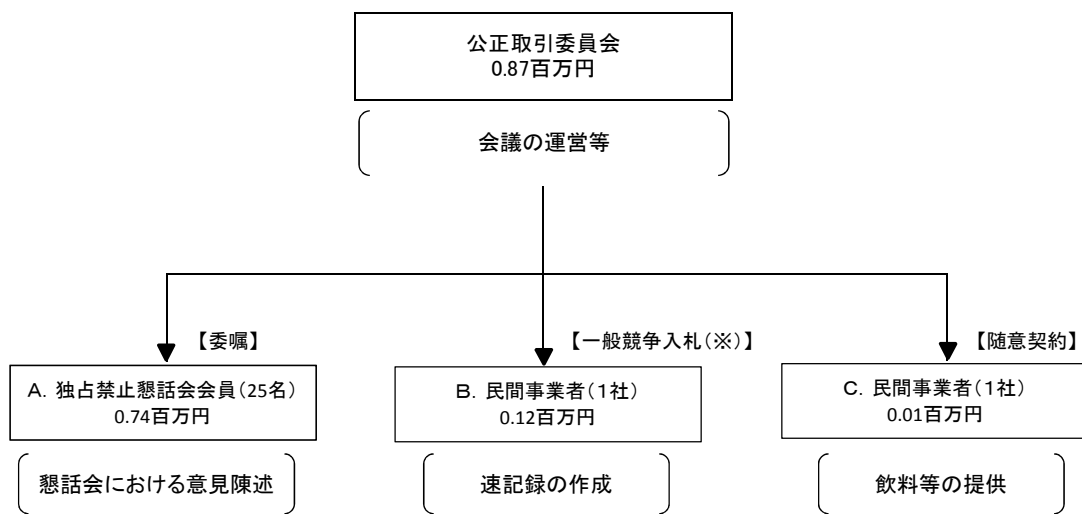 公正取引委員会
0.87百万円
会議の運営等
【委嘱】
【一般競争入札(※)】
【随意契約】
A. 独占禁止懇話会会員(25名)
0.74百万円
B. 民間事業者(1社)
0.12百万円
C. 民間事業者(1社)
0.01百万円
懇話会における意見陳述
速記録の作成
飲料等の提供